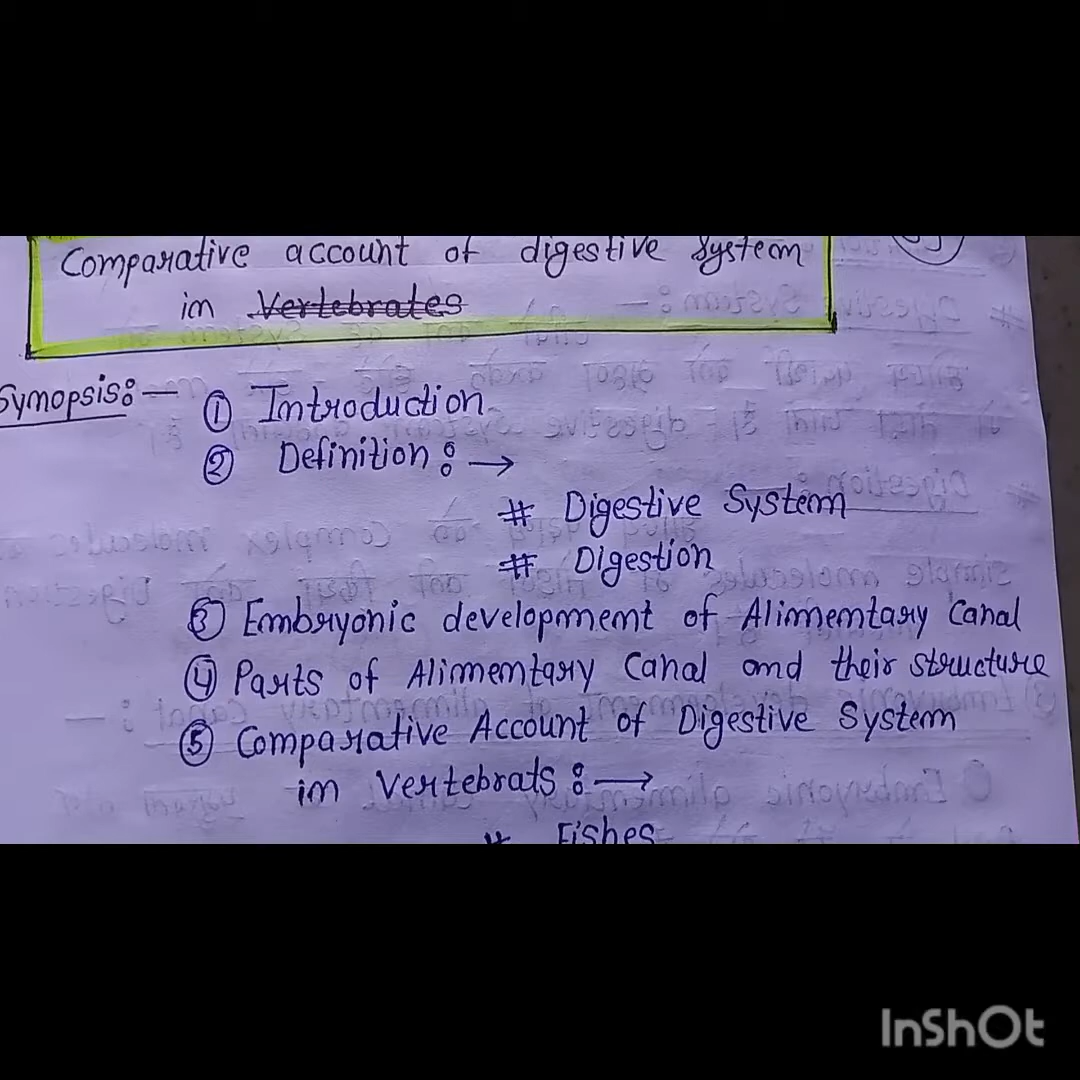 Comparative account of digestive System
in Vertebrates
Synopsis:—
① Introduction
② Definition : →
# Digestive System
# Digestion
③ Embryonic development of Alimentary Canal
④ Parts of Alimentary Canal and their structure
⑤ Comparative Account of Digestive System
in Vertebrats : →
# Fishes
InShOt